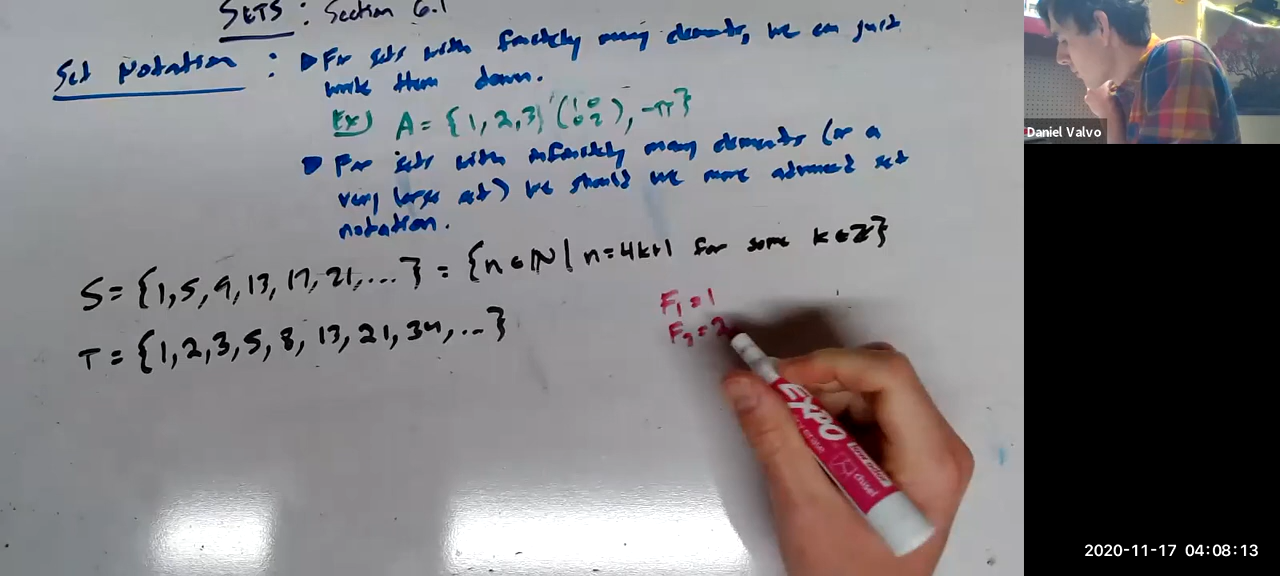 SETS : Section 6.1
Set Notation : ▷ For sets with finitely many elements, we can just
write them down.
Ex) A = {1, 2, 3, (1 0
0 2), -π}
▷ For sets with infinitely many elements (or a
very large set) we should use more advanced set
notation.
S = {1, 5, 9, 13, 17, 21, ...} = {n ∈ ℕ | n = 4k+1 for some k ∈ ℤ}
T = {1, 2, 3, 5, 8, 13, 21, 34, ...}
F₁ = 1
F₂ = 2
EXPO
chisel
Daniel Valvo
2020-11-17 04:08:13